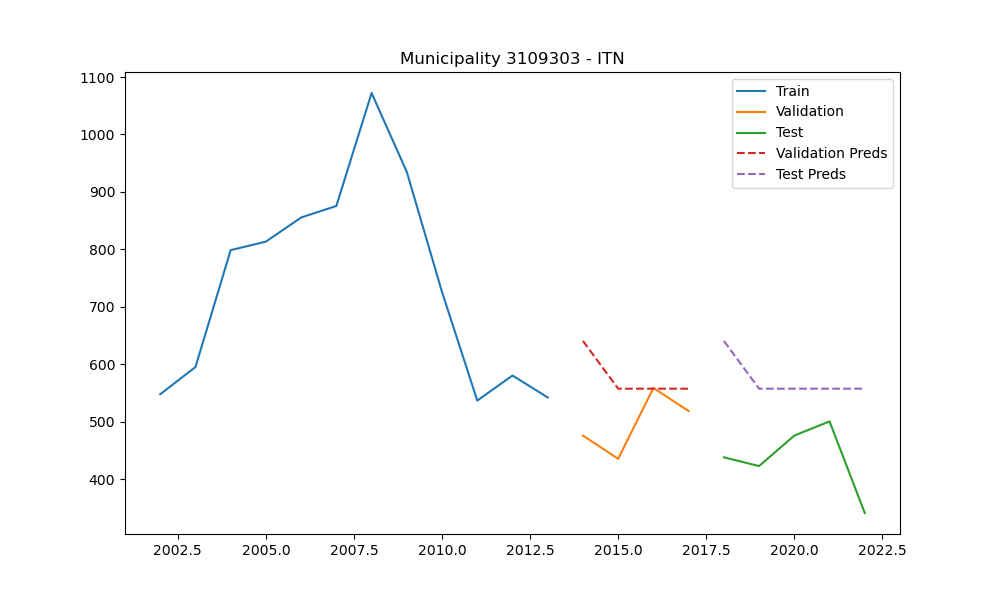 Municipality 3109303 - ITN
1100
1000
900
800
700
600
500
400
2002.5 2005.0 2007.5 2010.0 2012.5 2015.0 2017.5 2020.0 2022.5
Train
Validation
Test
Validation Preds
Test Preds